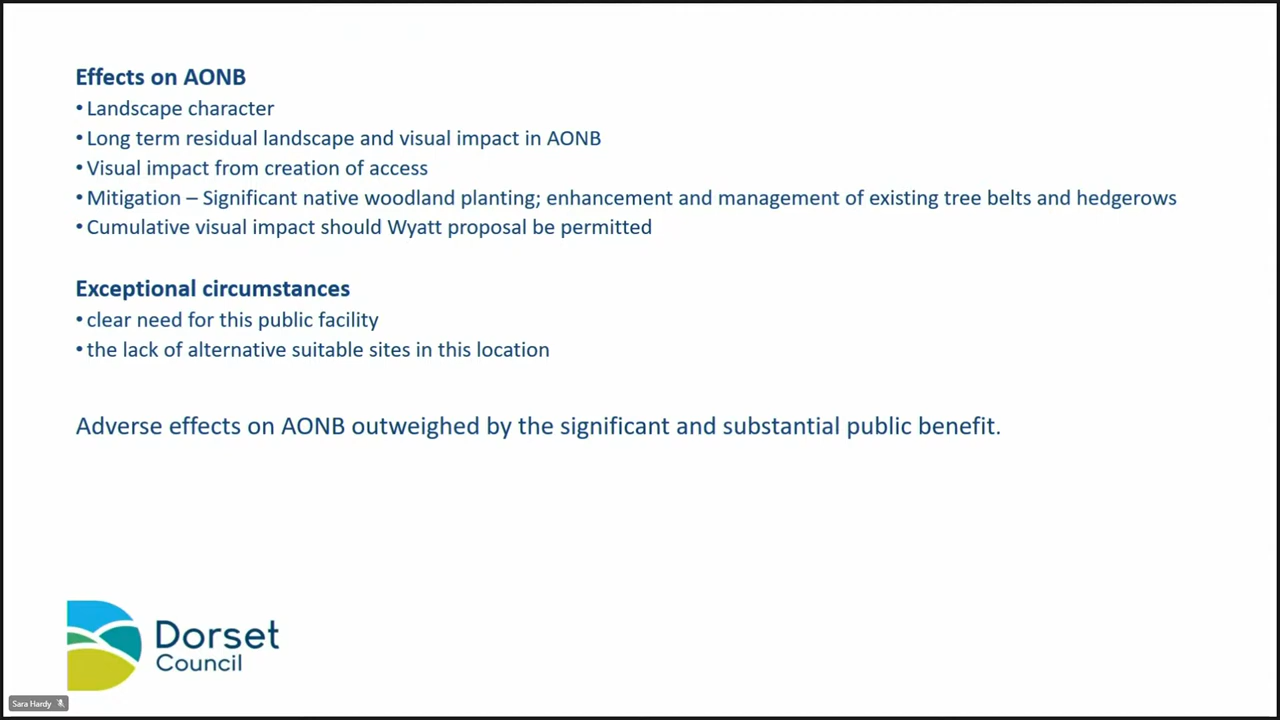 Effects on AONB
• Landscape character
• Long term residual landscape and visual impact in AONB
• Visual impact from creation of access
• Mitigation – Significant native woodland planting; enhancement and management of existing tree belts and hedgerows
• Cumulative visual impact should Wyatt proposal be permitted
Exceptional circumstances
• clear need for this public facility
• the lack of alternative suitable sites in this location
Adverse effects on AONB outweighed by the significant and substantial public benefit.
Dorset
Council
Sara Hardy